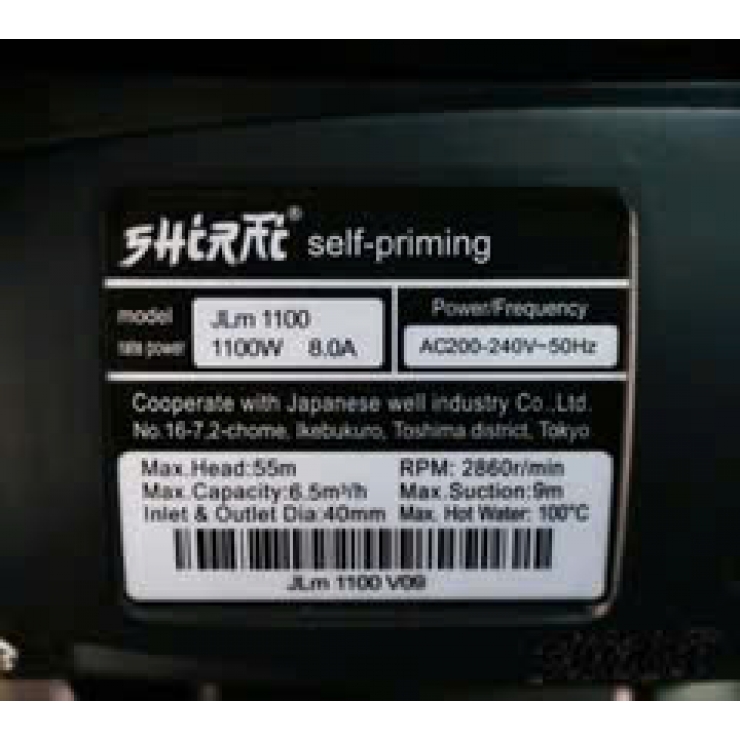 SHIRAI® self-priming
model JLm 1100
rate power 1100W 8.0A
Power/Frequency
AC200-240V~50Hz
Cooperate with Japanese well industry Co.,Ltd.
No.16-7,2-chome, Ikebukuro, Toshima district, Tokyo
Max.Head:55m RPM: 2860r/min
Max.Capacity:6.5m³/h Max.Suction:9m
Inlet & Outlet Dia:40mm Max. Hot Water: 100°C
JLm 1100 V09